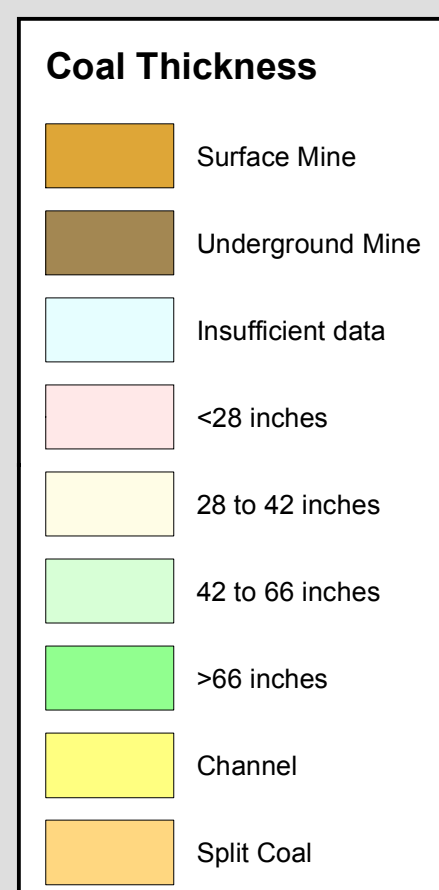 Coal Thickness
Surface Mine
Underground Mine
Insufficient data
<28 inches
28 to 42 inches
42 to 66 inches
>66 inches
Channel
Split Coal